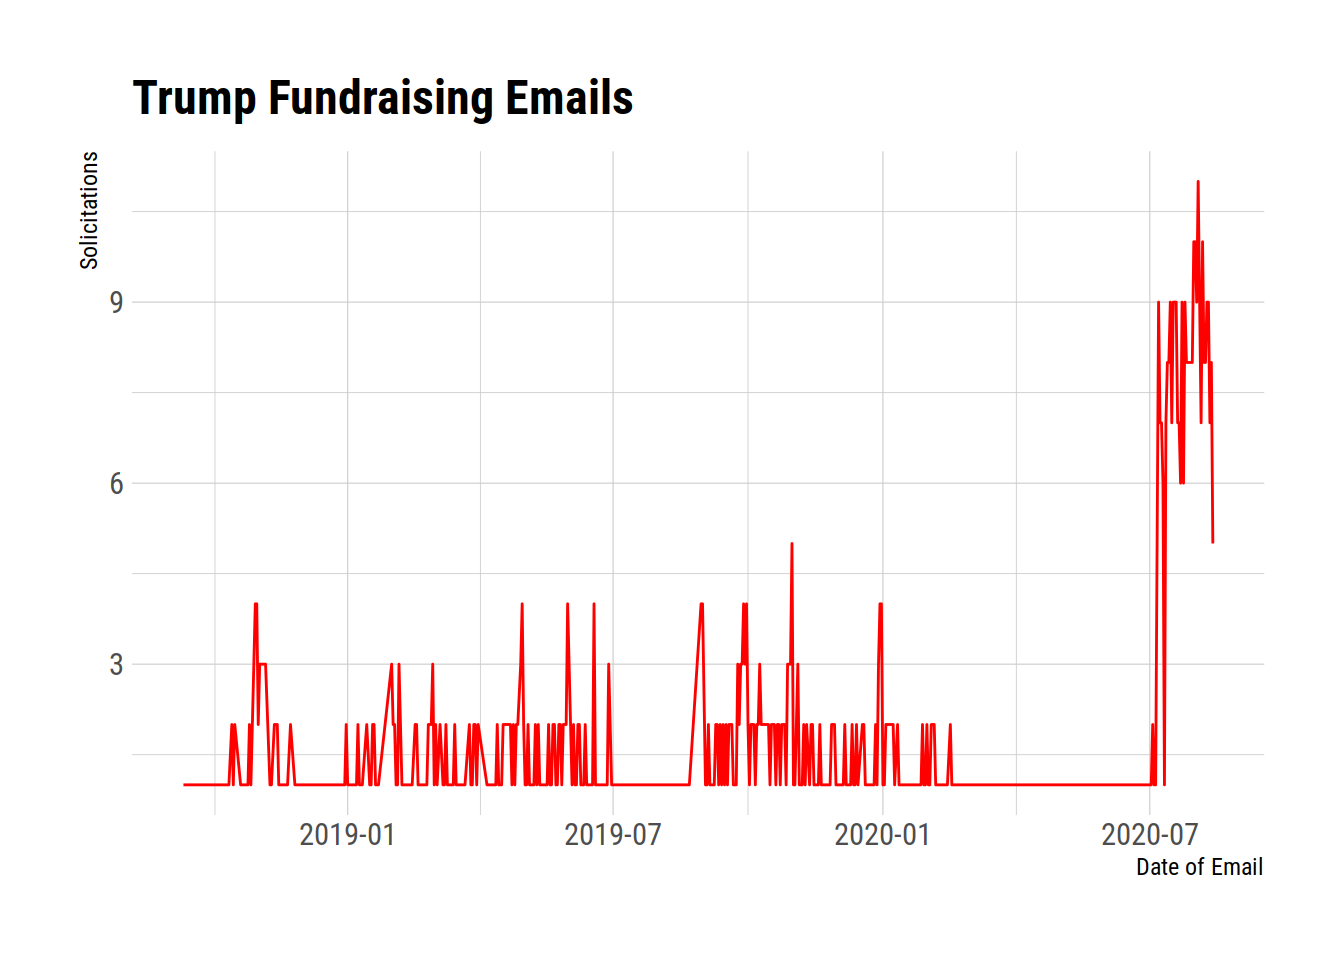 Trump Fundraising Emails
Solicitations
9
6
3
2019-01
2019-07
2020-01
2020-07
Date of Email